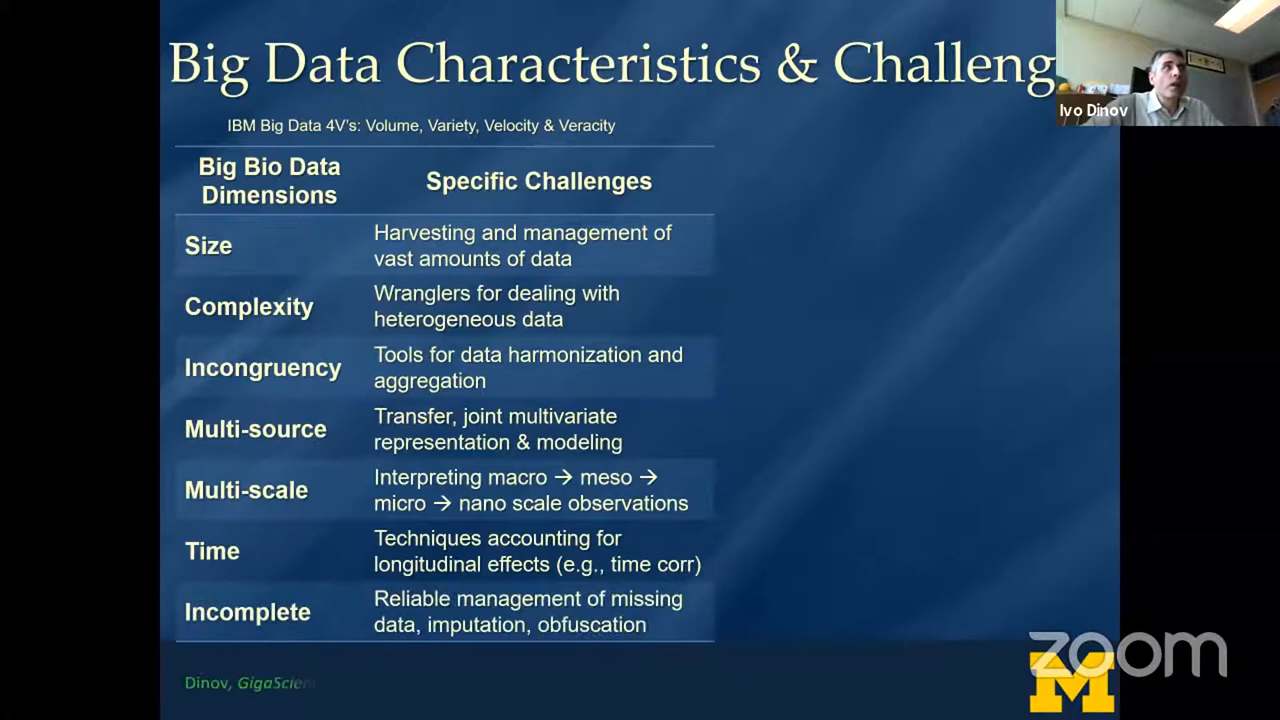 Big Data Characteristics & Challeng
Ivo Dinov
IBM Big Data 4V's: Volume, Variety, Velocity & Veracity
Big Bio Data
Dimensions
Specific Challenges
Size
Harvesting and management of
vast amounts of data
Complexity
Wranglers for dealing with
heterogeneous data
Incongruency
Tools for data harmonization and
aggregation
Multi-source
Transfer, joint multivariate
representation & modeling
Multi-scale
Interpreting macro → meso →
micro → nano scale observations
Time
Techniques accounting for
longitudinal effects (e.g., time corr)
Incomplete
Reliable management of missing
data, imputation, obfuscation
Dinov, GigaScien
zoom
M